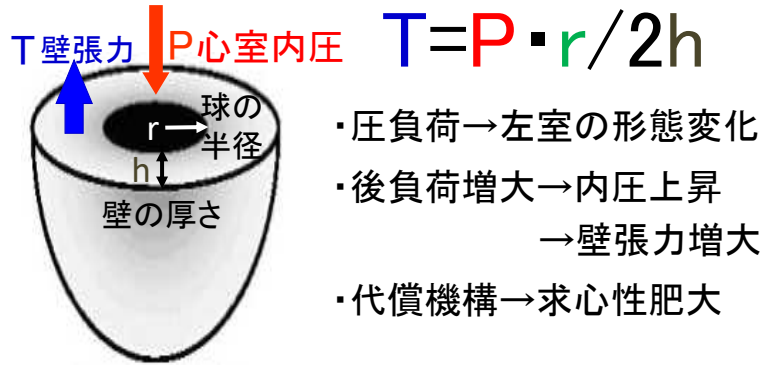 T壁張力
P心室内圧
T=P・r/2h
r
球の
半径
h
壁の厚さ
・圧負荷→左室の形態変化
・後負荷増大→内圧上昇
→壁張力増大
・代償機構→求心性肥大